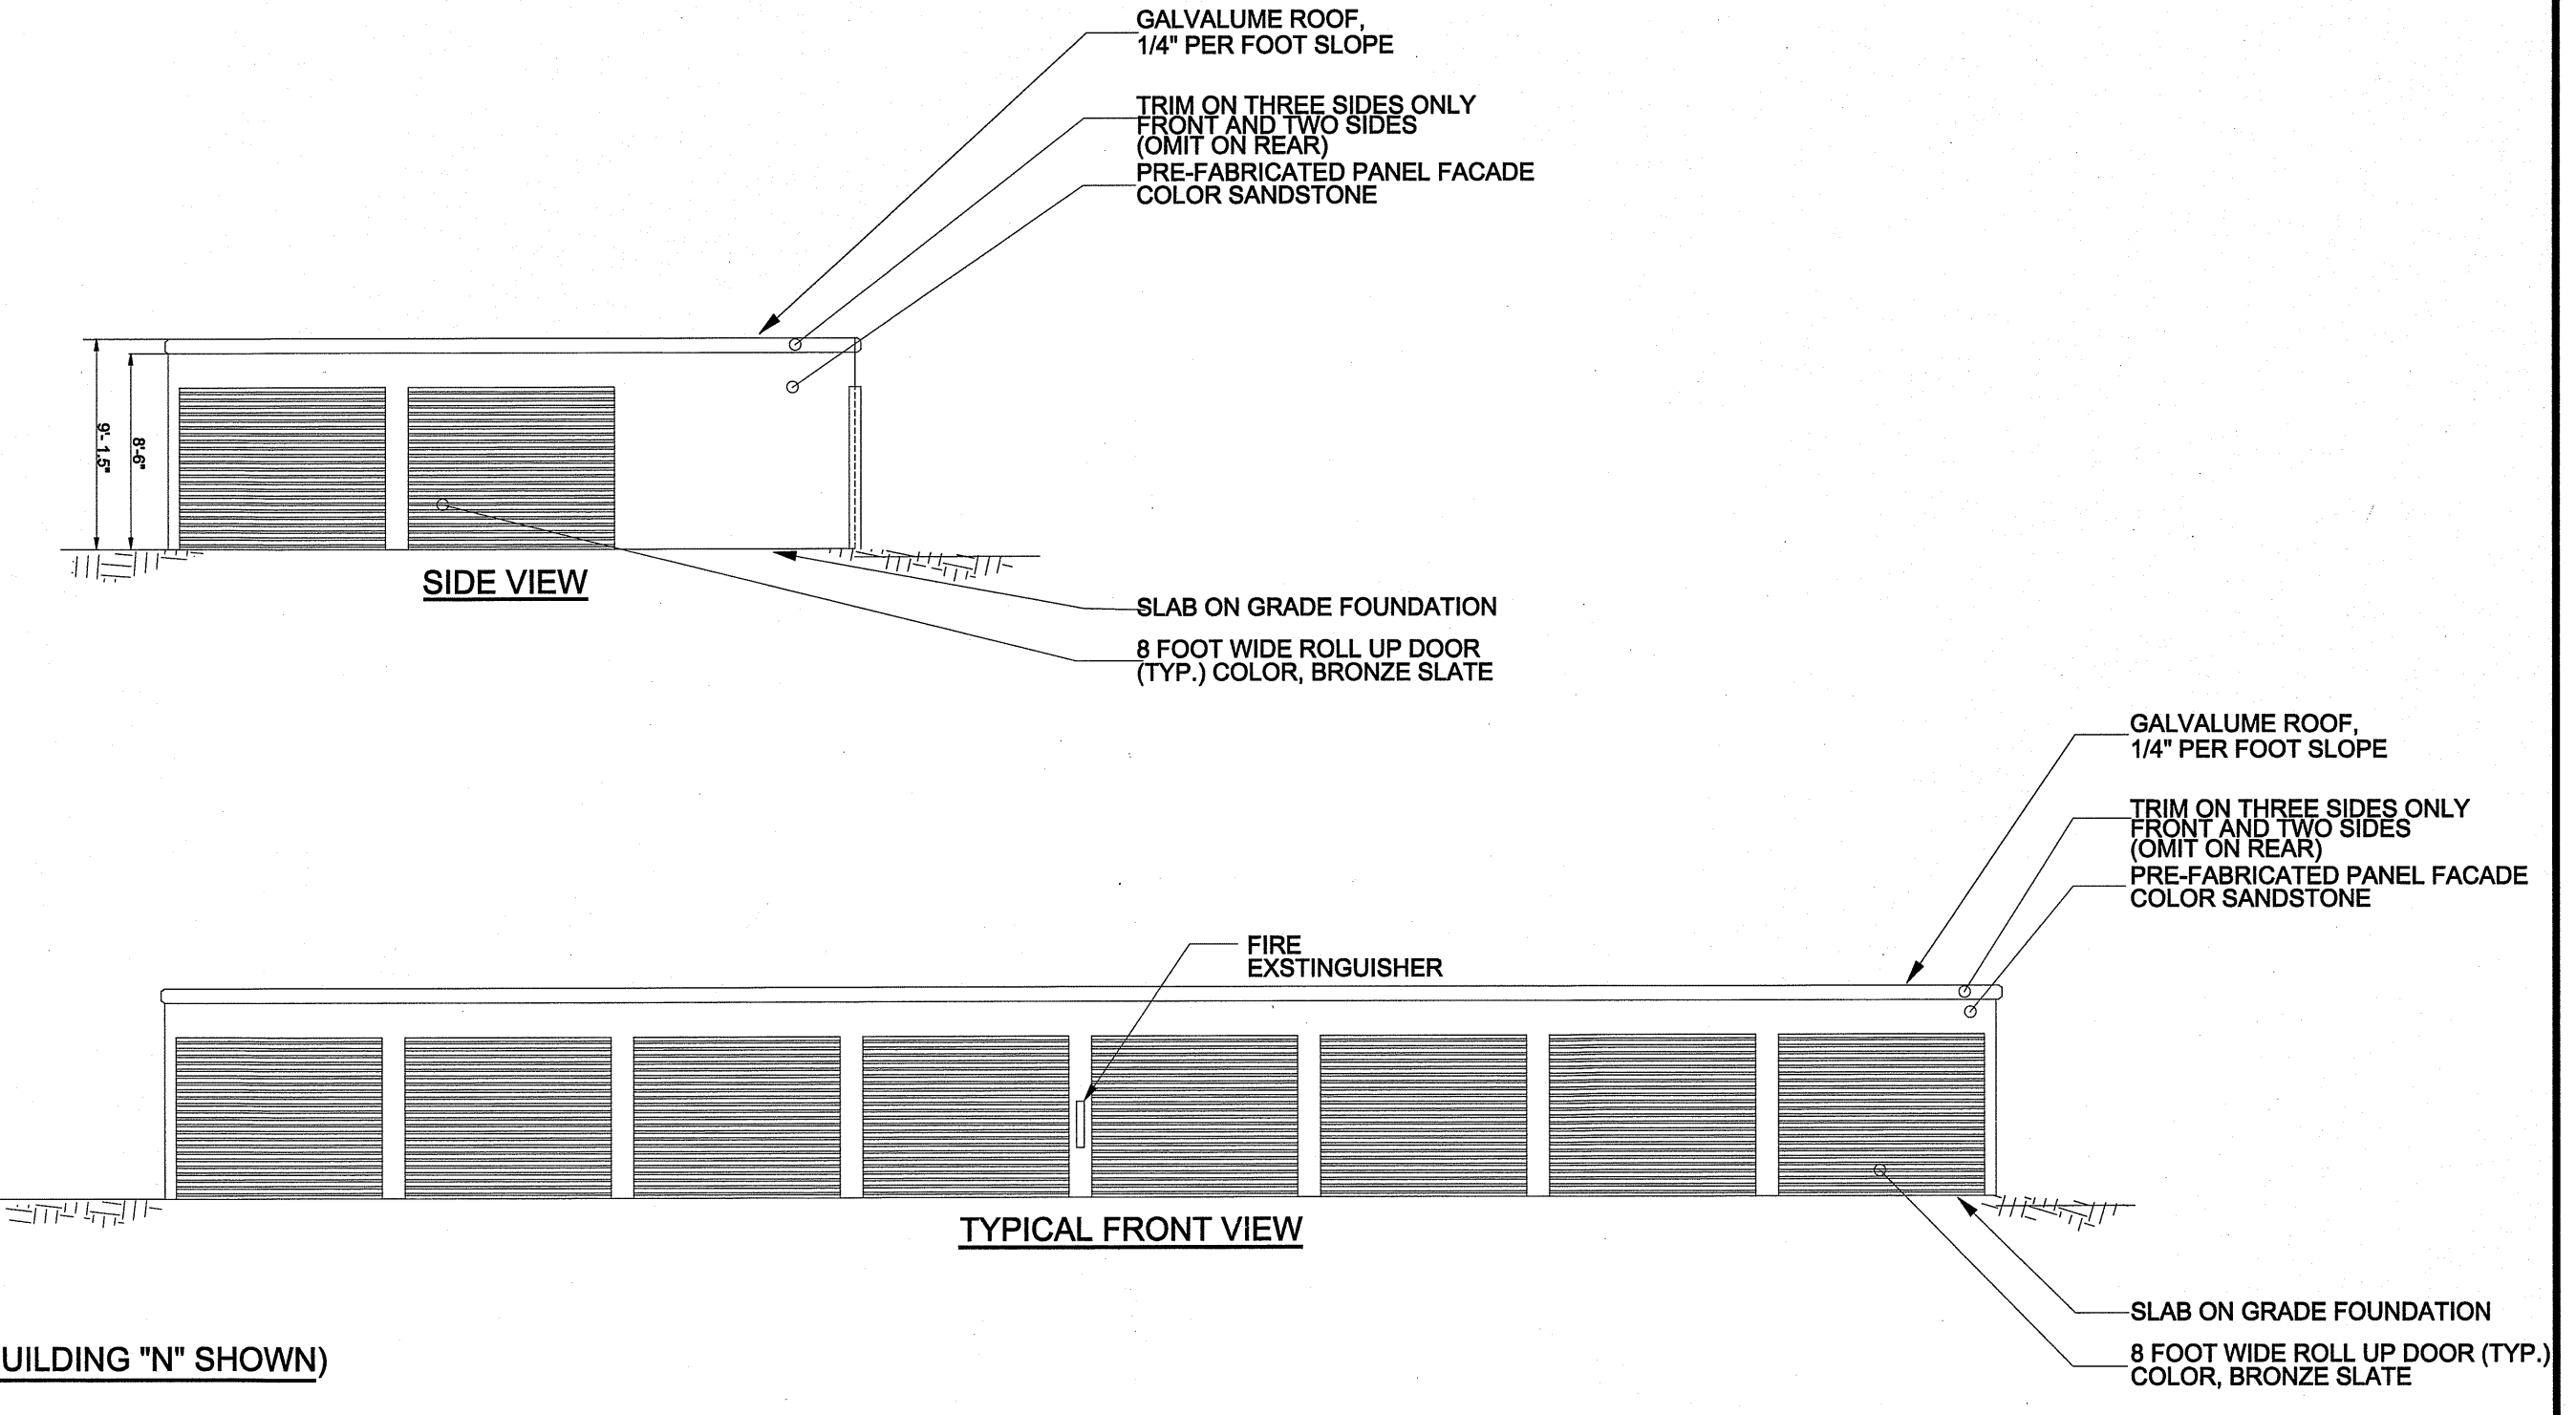 GALVALUME ROOF,
1/4" PER FOOT SLOPE
TRIM ON THREE SIDES ONLY
FRONT AND TWO SIDES
(OMIT ON REAR)
PRE-FABRICATED PANEL FACADE
COLOR SANDSTONE
9'- 1.5"
8'-6"
SIDE VIEW
SLAB ON GRADE FOUNDATION
8 FOOT WIDE ROLL UP DOOR
(TYP.) COLOR, BRONZE SLATE
GALVALUME ROOF,
1/4" PER FOOT SLOPE
TRIM ON THREE SIDES ONLY
FRONT AND TWO SIDES
(OMIT ON REAR)
PRE-FABRICATED PANEL FACADE
COLOR SANDSTONE
FIRE
EXSTINGUISHER
TYPICAL FRONT VIEW
SLAB ON GRADE FOUNDATION
8 FOOT WIDE ROLL UP DOOR (TYP.)
COLOR, BRONZE SLATE
UILDING "N" SHOWN)